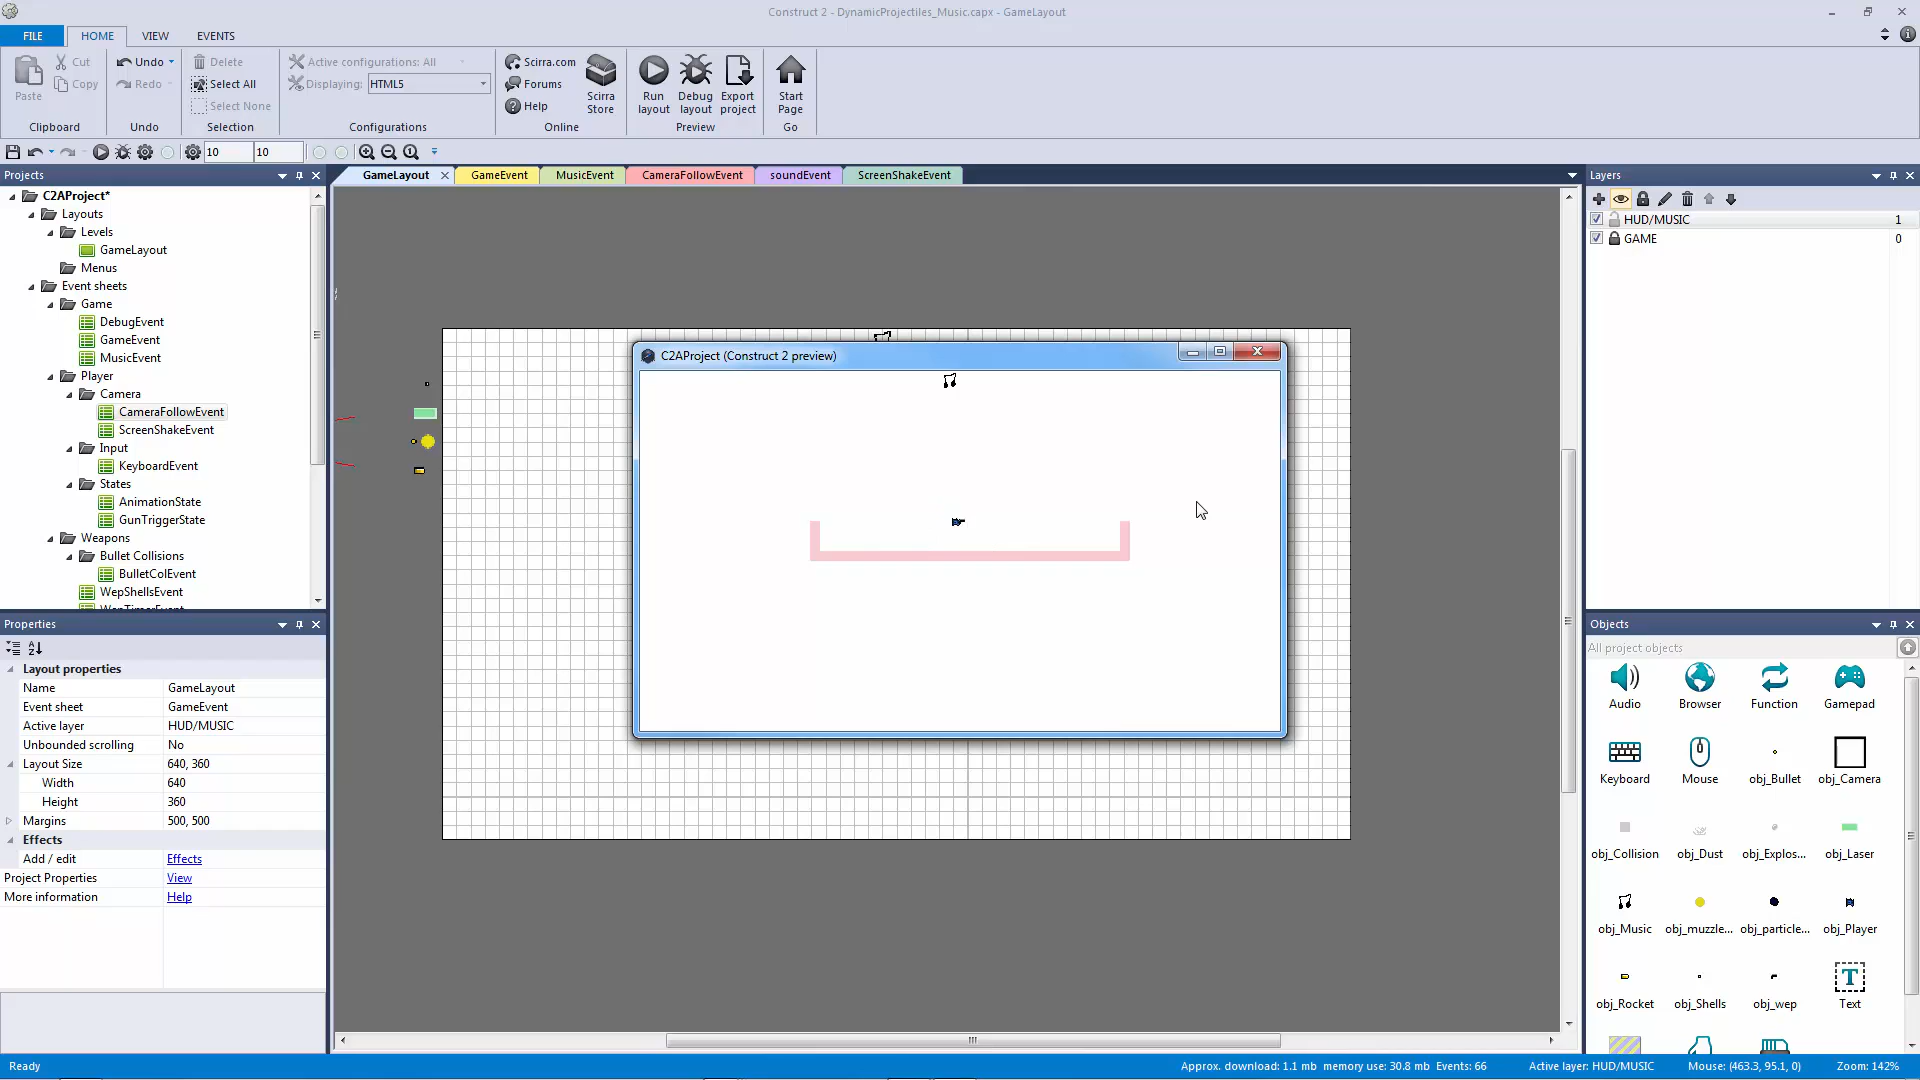 Construct 2 - DynamicProjectiles_Music.capx - GameLayout
FILE HOME VIEW EVENTS
Paste Cut Copy Clipboard
Undo Redo Undo
Delete Select All Select None Selection
Active configurations: All
Displaying: HTML5
Configurations
Scirra.com Forums Help Scirra Store Online
Run layout Debug layout Export project Preview
Start Page Go
10 10
Projects
C2AProject*
Layouts
Levels
GameLayout
Menus
Event sheets
Game
DebugEvent
GameEvent
MusicEvent
Player
Camera
CameraFollowEvent
ScreenShakeEvent
Input
KeyboardEvent
States
AnimationState
GunTriggerState
Weapons
Bullet Collisions
BulletColEvent
WepShellsEvent
WepTimerEvent
Properties
Layout properties
Name GameLayout
Event sheet GameEvent
Active layer HUD/MUSIC
Unbounded scrolling No
Layout Size 640, 360
Width 640
Height 360
Margins 500, 500
Effects
Add / edit Effects
Project Properties View
More information Help
GameLayout GameEvent MusicEvent CameraFollowEvent soundEvent ScreenShakeEvent
C2AProject (Construct 2 preview)
Layers
HUD/MUSIC 1
GAME 0
Objects
All project objects
Audio Browser Function Gamepad
Keyboard Mouse obj_Bullet obj_Camera
obj_Collision obj_Dust obj_Explos... obj_Laser
obj_Music obj_muzzle... obj_particle... obj_Player
T
obj_Rocket obj_Shells obj_wep Text
Ready Approx. download: 1.1 mb memory use: 30.8 mb Events: 66 Active layer: HUD/MUSIC Mouse: (463.3, 95.1, 0) Zoom: 142%